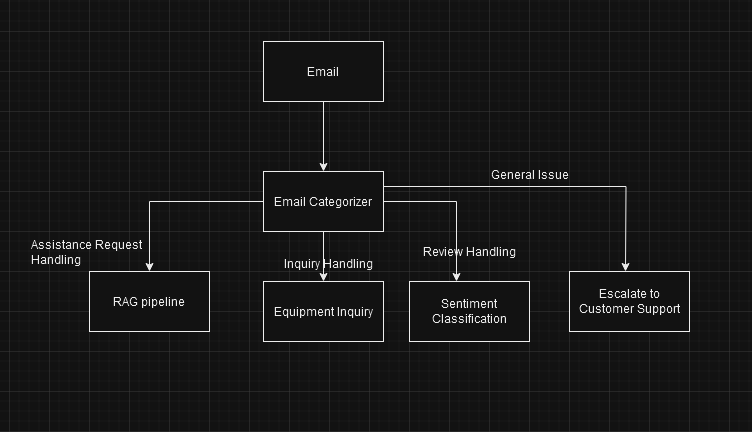 Email
General Issue
Email Categorizer
Assistance Request
Handling
Inquiry Handling
Review Handling
RAG pipeline
Equipment Inquiry
Sentiment
Classification
Escalate to
Customer Support